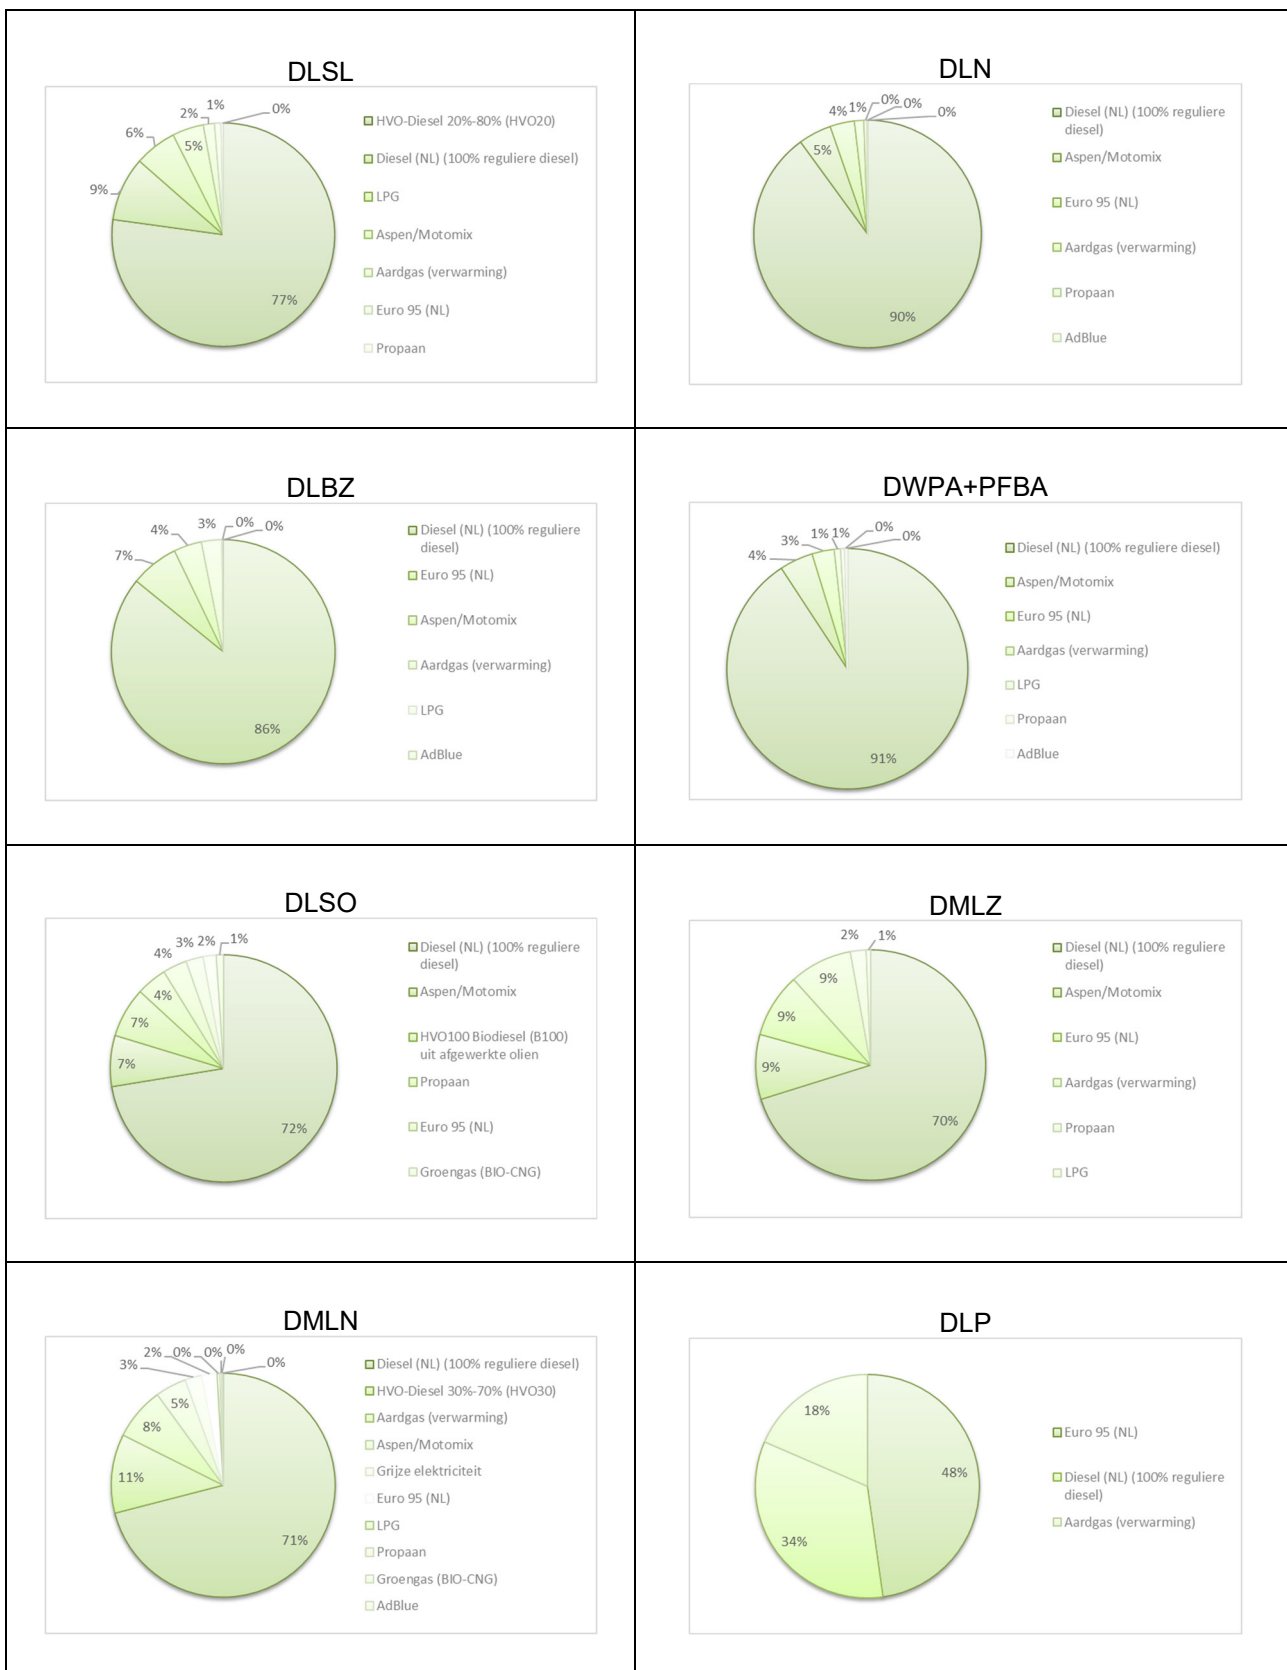 DLSL
1%
0%
2%
6%
5%
9%
77%
HVO-Diesel 20%-80% (HVO20)
Diesel (NL) (100% reguliere diesel)
LPG
Aspen/Motomix
Aardgas (verwarming)
Euro 95 (NL)
Propaan
DLN
0%
0%
0%
4%
1%
5%
90%
Diesel (NL) (100% reguliere
diesel)
Aspen/Motomix
Euro 95 (NL)
Aardgas (verwarming)
Propaan
AdBlue
DLBZ
3%
0%
0%
4%
7%
86%
Diesel (NL) (100% reguliere
diesel)
Euro 95 (NL)
Aspen/Motomix
Aardgas (verwarming)
LPG
AdBlue
DWPA+PFBA
0%
0%
1%
1%
3%
4%
91%
Diesel (NL) (100% reguliere diesel)
Aspen/Motomix
Euro 95 (NL)
Aardgas (verwarming)
LPG
Propaan
AdBlue
DLSO
3%
2%
1%
4%
4%
7%
7%
72%
Diesel (NL) (100% reguliere
diesel)
Aspen/Motomix
HVO100 Biodiesel (B100)
uit afgewerkte olien
Propaan
Euro 95 (NL)
Groengas (BIO-CNG)
DMLZ
2%
1%
9%
9%
9%
70%
Diesel (NL) (100% reguliere
diesel)
Aspen/Motomix
Euro 95 (NL)
Aardgas (verwarming)
Propaan
LPG
DMLN
2%
0%
0%
0%
0%
3%
5%
8%
11%
71%
Diesel (NL) (100% reguliere diesel)
HVO-Diesel 30%-70% (HVO30)
Aardgas (verwarming)
Aspen/Motomix
Grijze elektriciteit
Euro 95 (NL)
LPG
Propaan
Groengas (BIO-CNG)
AdBlue
DLP
18%
48%
34%
Euro 95 (NL)
Diesel (NL) (100% reguliere
diesel)
Aardgas (verwarming)